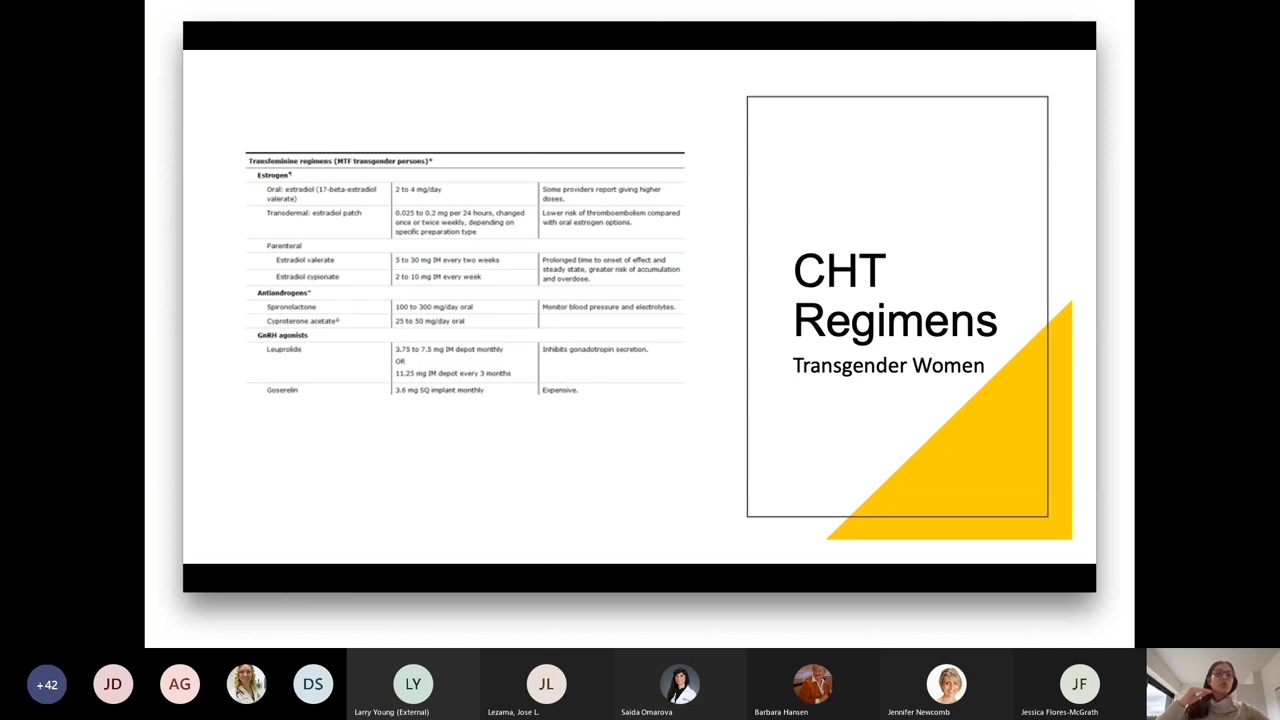 Transfeminine regimens (MTF transgender persons)*
Estrogen¶
Oral: estradiol (17-beta-estradiol valerate)
2 to 4 mg/day
Some providers report giving higher doses.
Transdermal: estradiol patch
0.025 to 0.2 mg per 24 hours, changed once or twice weekly, depending on specific preparation type
Lower risk of thromboembolism compared with oral estrogen options.
Parenteral
Estradiol valerate
5 to 30 mg IM every two weeks
Prolonged time to onset of effect and steady state, greater risk of accumulation and overdose.
Estradiol cypionate
2 to 10 mg IM every week
Antiandrogens
Spironolactone
100 to 300 mg/day oral
Monitor blood pressure and electrolytes.
Cyproterone acetateΔ
25 to 50 mg/day oral
GnRH agonists
Leuprolide
3.75 to 7.5 mg IM depot monthly
OR
11.25 mg IM depot every 3 months
Inhibits gonadotropin secretion.
Goserelin
3.6 mg SQ implant monthly
Expensive.
CHT
Regimens
Transgender Women
+42
JD
AG
DS
LY
Larry Young (External)
JL
Lezama, Jose L.
Saida Omarova
Barbara Hansen
Jennifer Newcomb
JF
Jessica Flores-McGrath